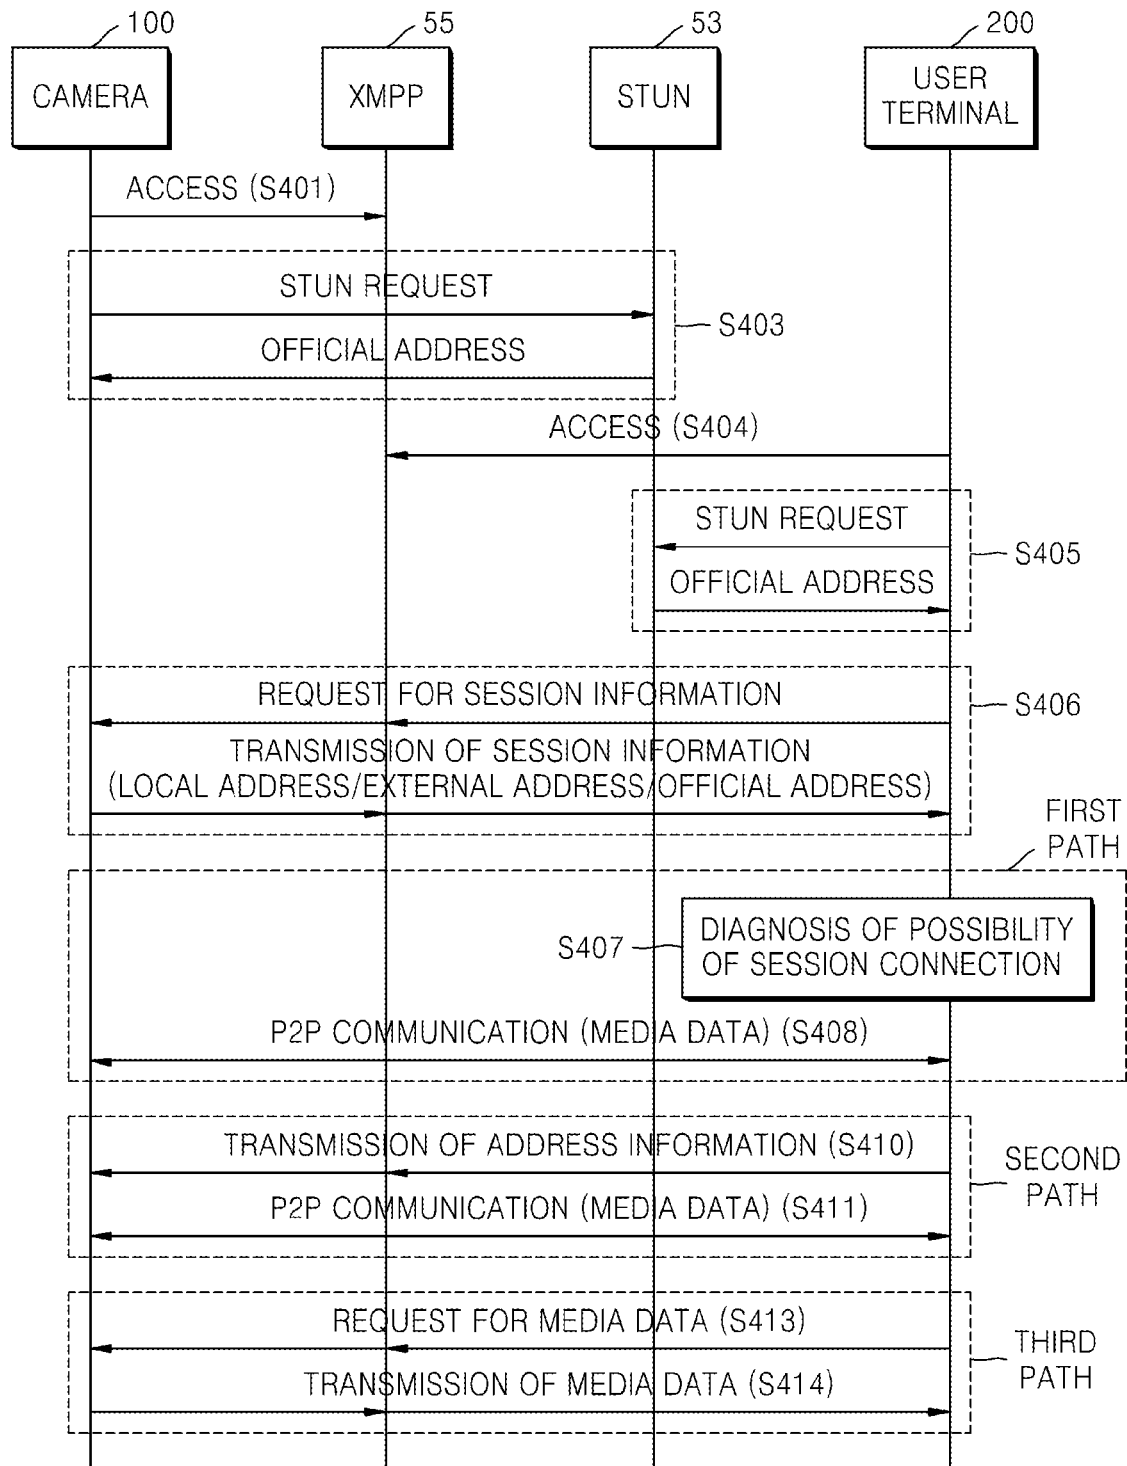 100
55
53
200
CAMERA
XMPP
STUN
USER
TERMINAL
ACCESS (S401)
STUN REQUEST
S403
OFFICIAL ADDRESS
ACCESS (S404)
STUN REQUEST
S405
OFFICIAL ADDRESS
REQUEST FOR SESSION INFORMATION
S406
TRANSMISSION OF SESSION INFORMATION
(LOCAL ADDRESS/EXTERNAL ADDRESS/OFFICIAL ADDRESS)
FIRST
PATH
S407
DIAGNOSIS OF POSSIBILITY
OF SESSION CONNECTION
P2P COMMUNICATION (MEDIA DATA) (S408)
TRANSMISSION OF ADDRESS INFORMATION (S410)
SECOND
PATH
P2P COMMUNICATION (MEDIA DATA) (S411)
REQUEST FOR MEDIA DATA (S413)
THIRD
PATH
TRANSMISSION OF MEDIA DATA (S414)